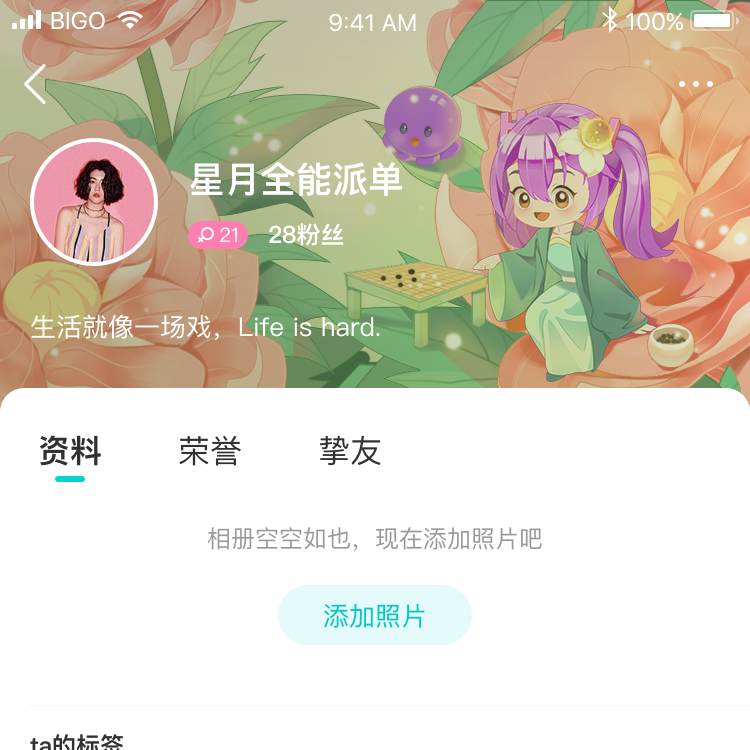 BIGO 9:41 AM 100%
星月全能派单
21 28粉丝
生活就像一场戏，Life is hard.
资料 荣誉 挚友
相册空空如也，现在添加照片吧
添加照片
ta的标签